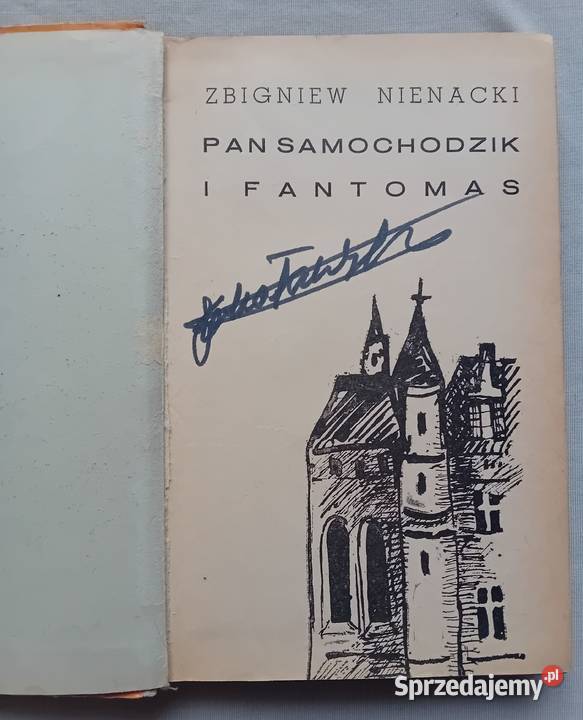 ZBIGNIEW NIENACKI
PAN SAMOCHODZIK
I FANTOMAS
Sprzedajemy.pl